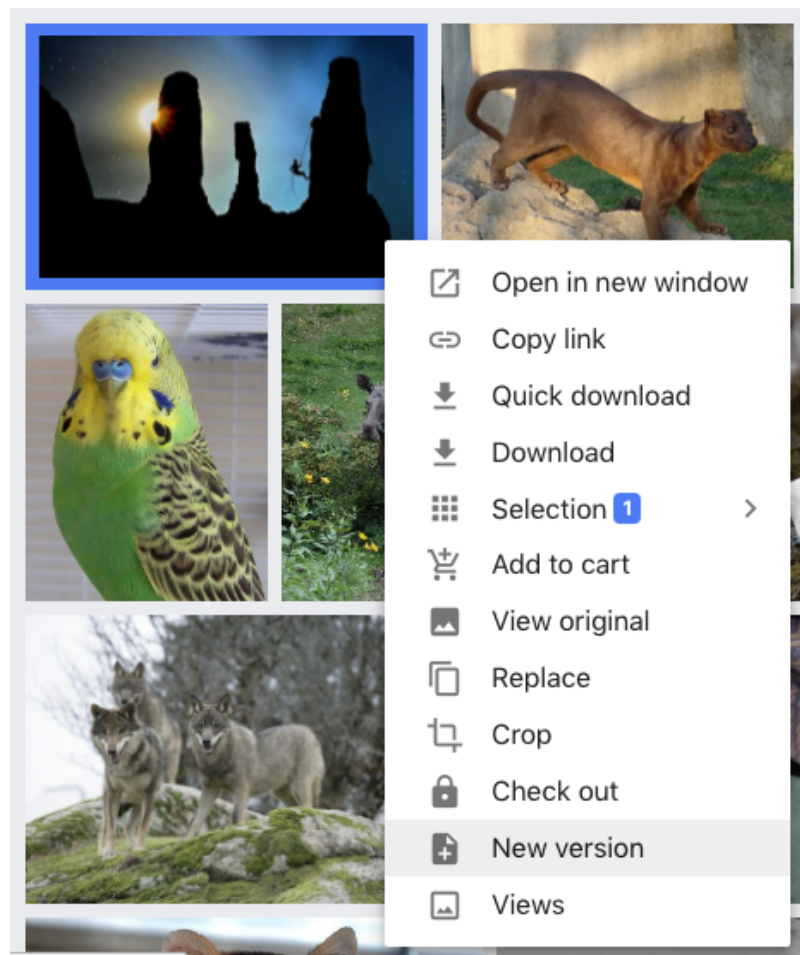 Open in new window
Copy link
Quick download
Download
Selection 1
Add to cart
View original
Replace
Crop
Check out
New version
Views